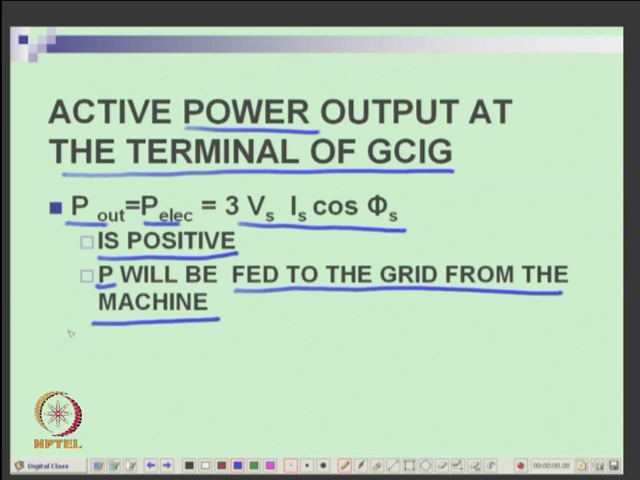 ACTIVE POWER OUTPUT AT
THE TERMINAL OF GCIG
P out=Pelec = 3 Vs Is cos Φs
IS POSITIVE
P WILL BE FED TO THE GRID FROM THE
MACHINE
NPTEL
Digital Class
00:00:00.00